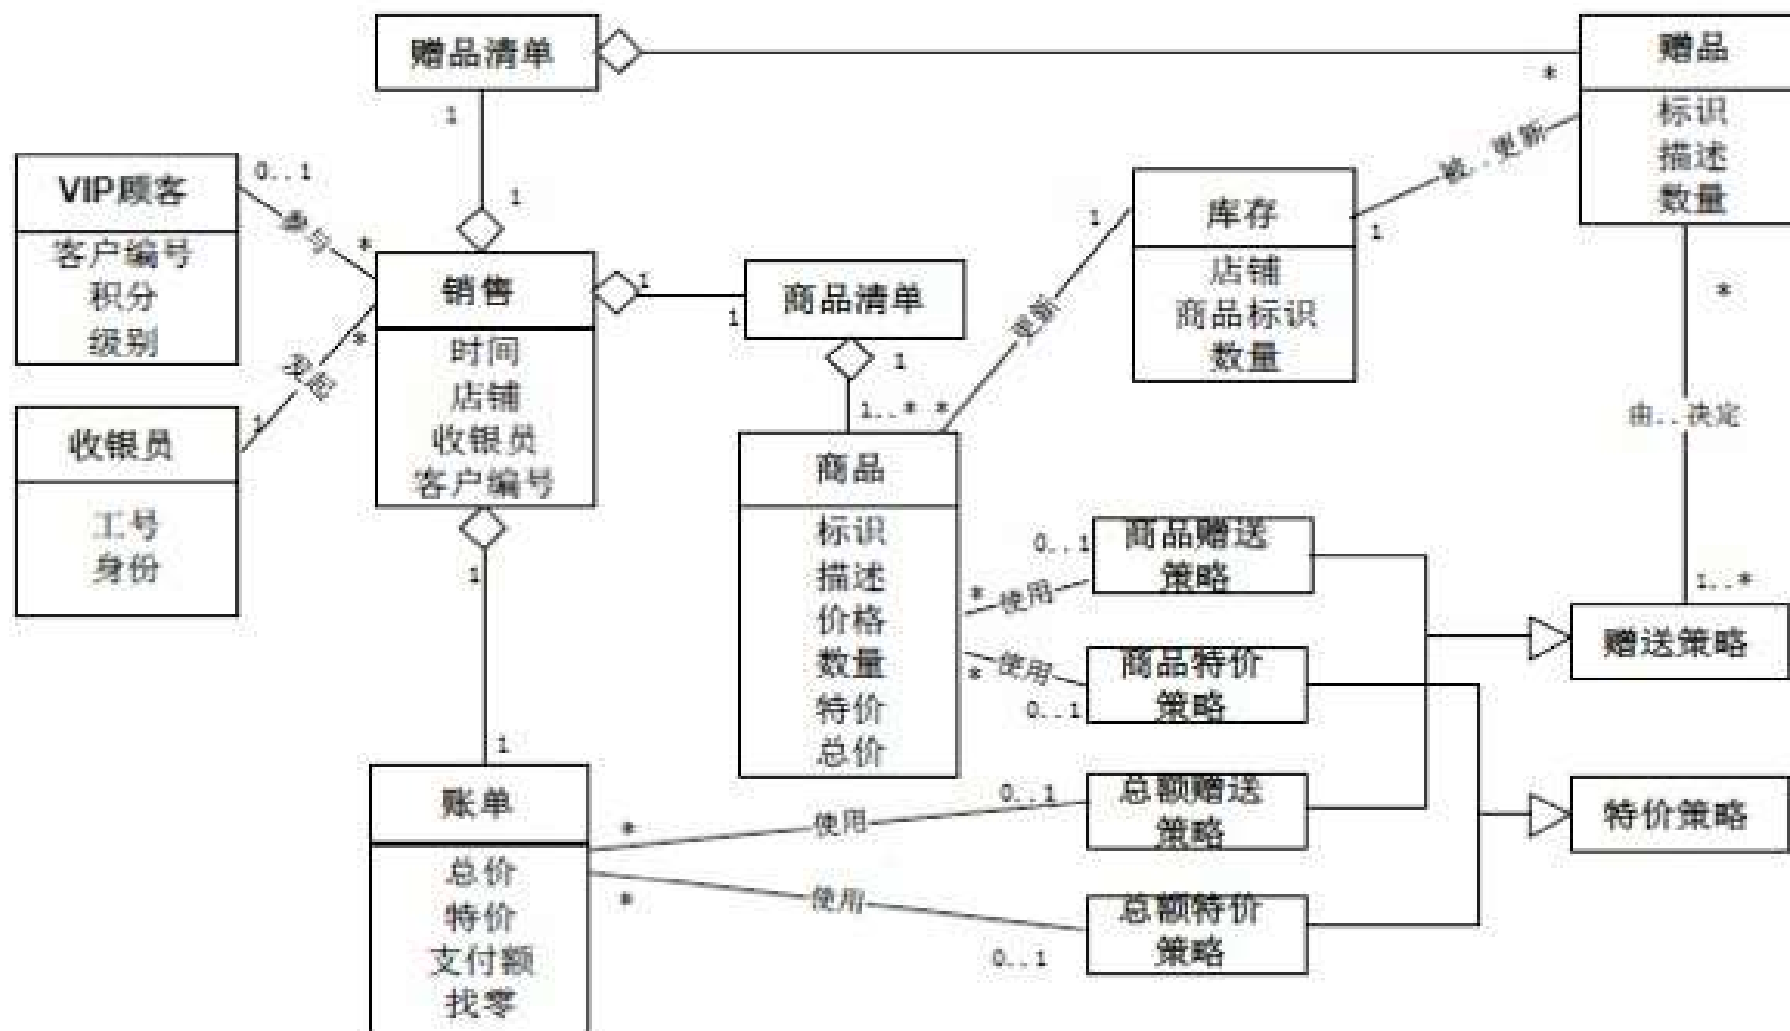 赠品清单
*
赠品
标识
描述
数量
1
1
0..1
VIP顾客
客户编号
积分
级别
参与
*
销售
时间
店铺
收银员
客户编号
*
发起
1
收银员
工号
身份
1
1
商品清单
1
1..*
*
更新
1
库存
店铺
商品标识
数量
1
被..更新
*
由..决定
1..*
商品
标识
描述
价格
数量
特价
总价
*
使用
0..1
商品赠送
策略
*
使用
0..1
商品特价
策略
赠送策略
1
1
账单
总价
特价
支付额
找零
*
使用
0..1
总额赠送
策略
特价策略
*
使用
0..1
总额特价
策略